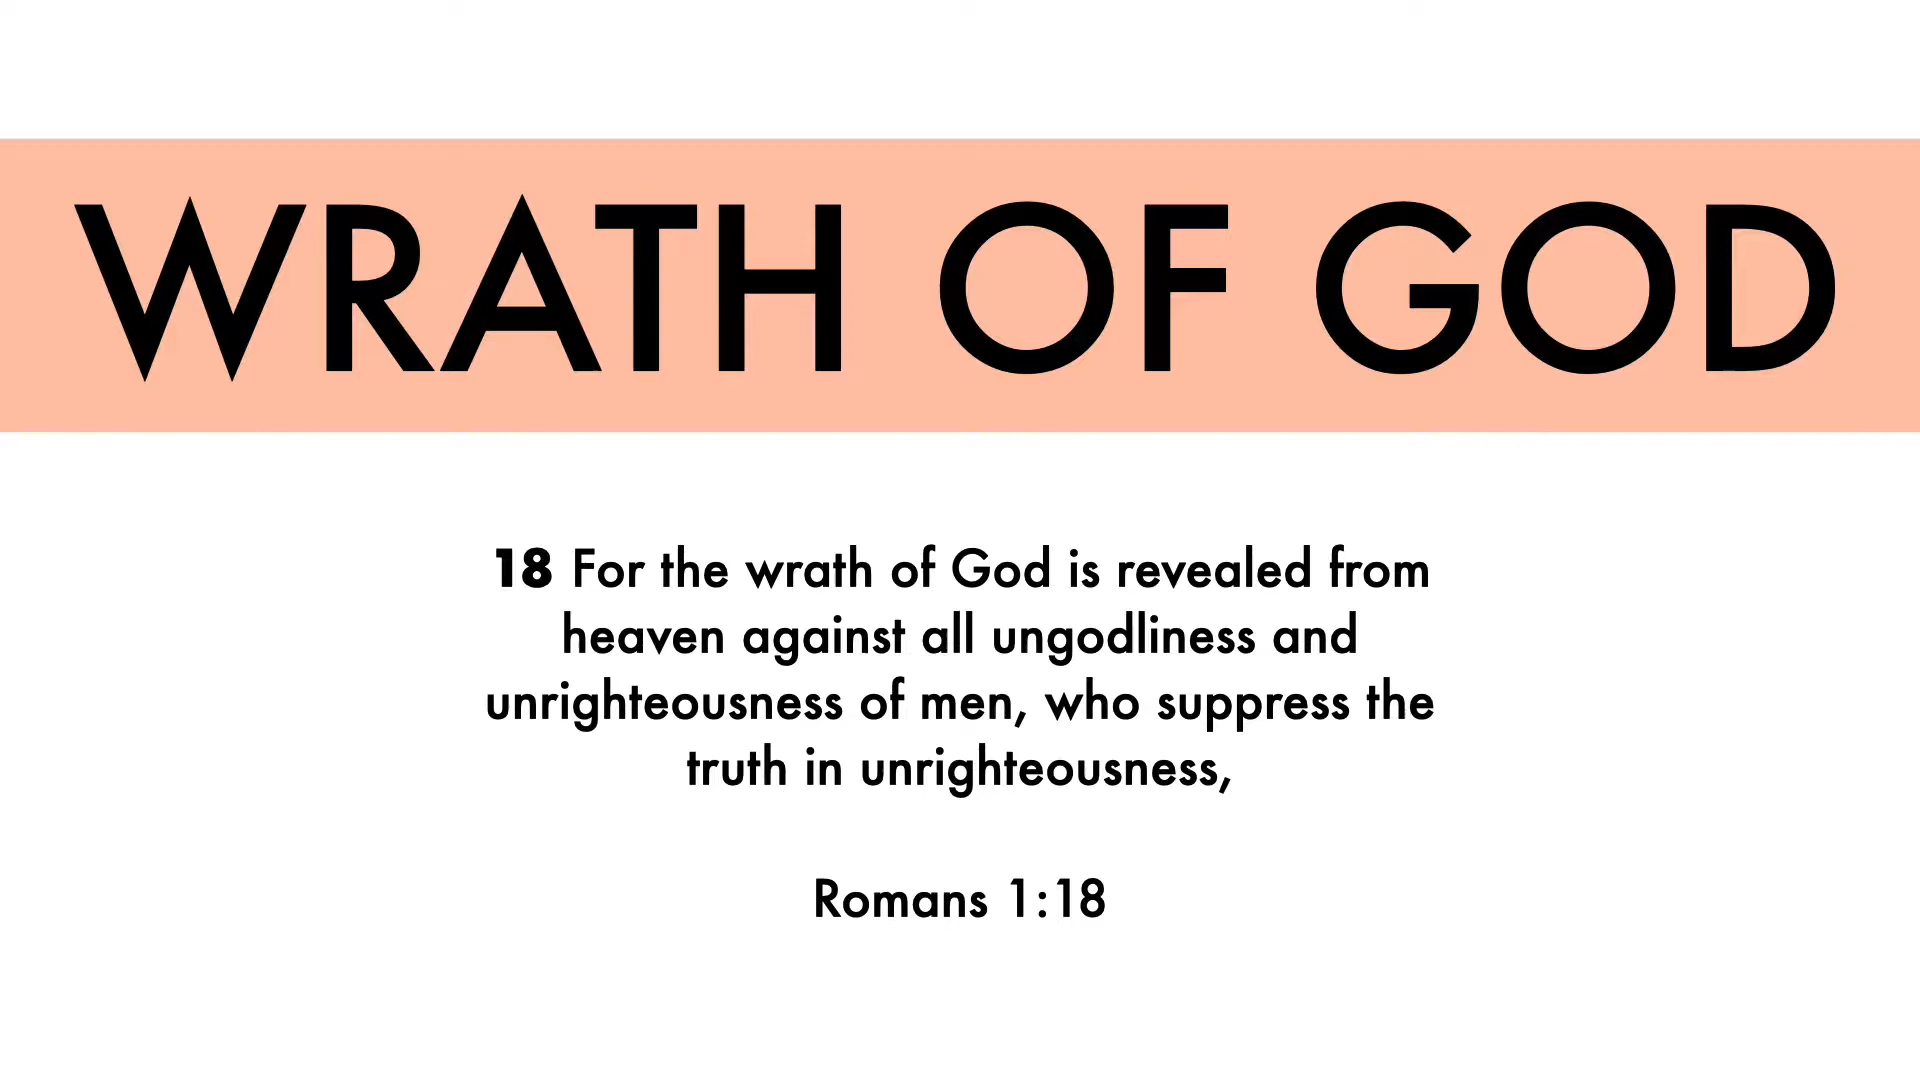 WRATH OF GOD
18 For the wrath of God is revealed from
heaven against all ungodliness and
unrighteousness of men, who suppress the
truth in unrighteousness,
Romans 1:18